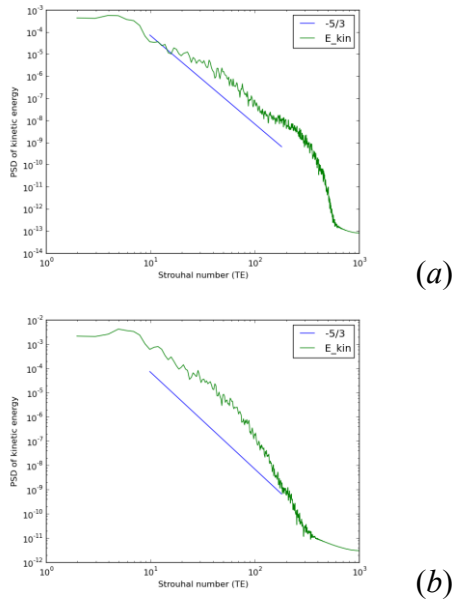 10⁻³
10⁻⁴
10⁻⁵
10⁻⁶
10⁻⁷
10⁻⁸
10⁻⁹
10⁻¹⁰
10⁻¹¹
10⁻¹²
10⁻¹³
10⁻¹⁴
PSD of kinetic energy
-5/3
E_kin
10⁰ 10¹ 10² 10³
Strouhal number (TE)
(a)
10⁻²
10⁻³
10⁻⁴
10⁻⁵
10⁻⁶
10⁻⁷
10⁻⁸
10⁻⁹
10⁻¹⁰
10⁻¹¹
10⁻¹²
PSD of kinetic energy
-5/3
E_kin
10⁰ 10¹ 10² 10³
Strouhal number (TE)
(b)